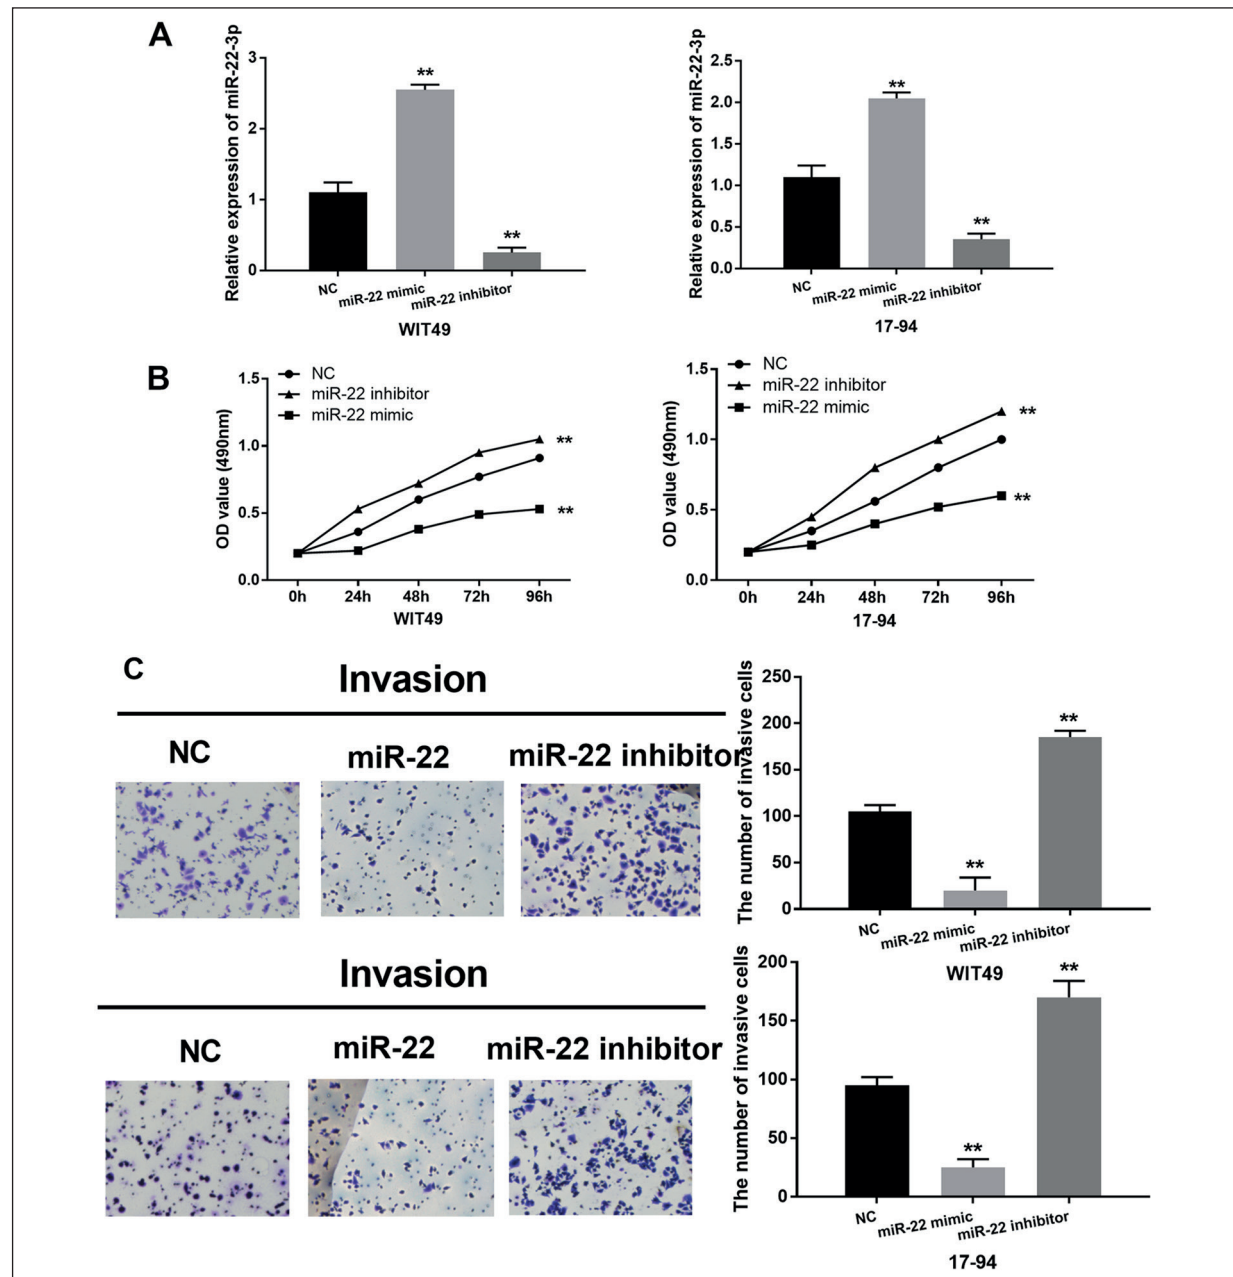 A
Relative expression of miR-22-3p
3
2
1
0
**
**
NC
miR-22 mimic
miR-22 inhibitor
WIT49
Relative expression of miR-22-3p
2.5
2.0
1.5
1.0
0.5
0.0
**
**
NC
miR-22 mimic
miR-22 inhibitor
17-94
B
OD value (490nm)
1.5
1.0
0.5
0.0
NC
miR-22 inhibitor
miR-22 mimic
**
**
0h 24h 48h 72h 96h
WIT49
OD value (490nm)
1.5
1.0
0.5
0.0
NC
miR-22 inhibitor
miR-22 mimic
**
**
0h 24h 48h 72h 96h
17-94
C
Invasion
NC miR-22 miR-22 inhibitor
The number of invasive cells
250
200
150
100
50
0
**
**
NC
miR-22 mimic
miR-22 inhibitor
WIT49
Invasion
NC miR-22 miR-22 inhibitor
The number of invasive cells
200
150
100
50
0
**
**
NC
miR-22 mimic
miR-22 inhibitor
17-94